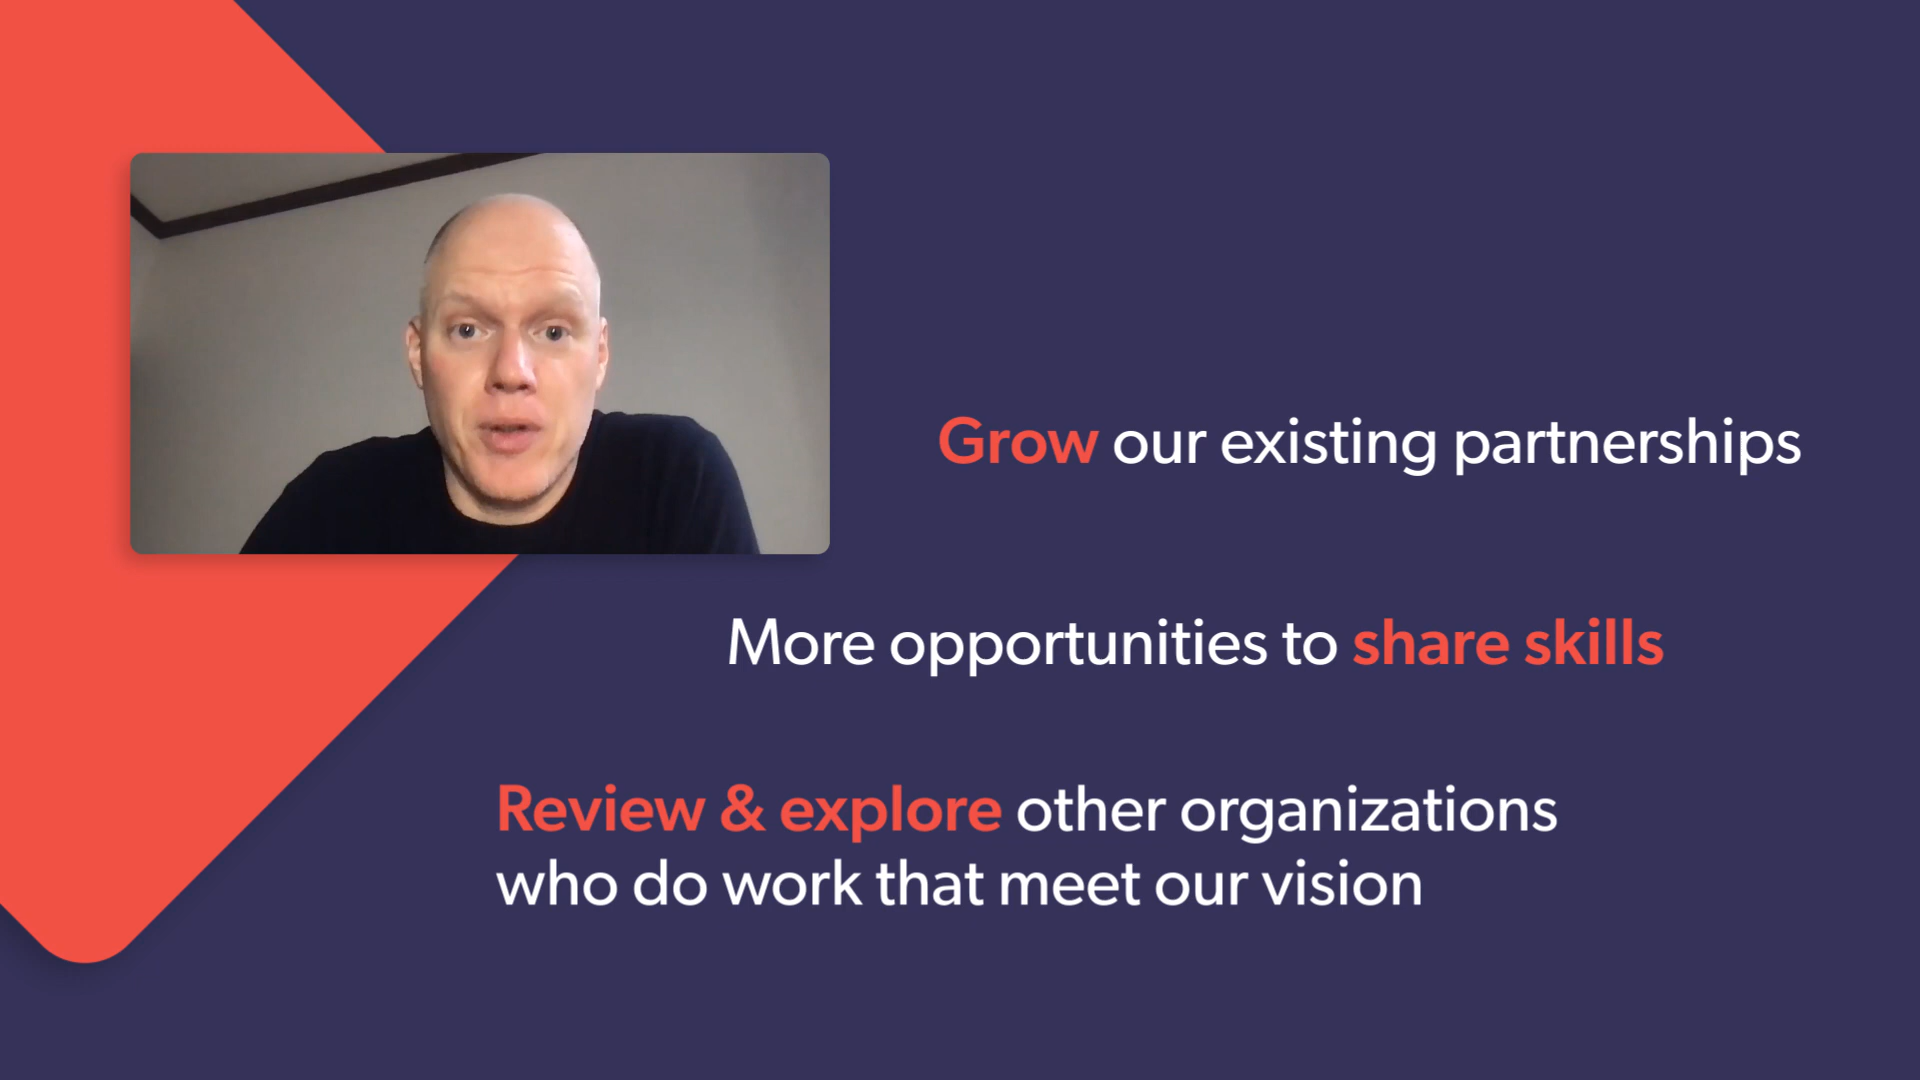 Grow our existing partnerships
More opportunities to share skills
Review & explore other organizations
who do work that meet our vision